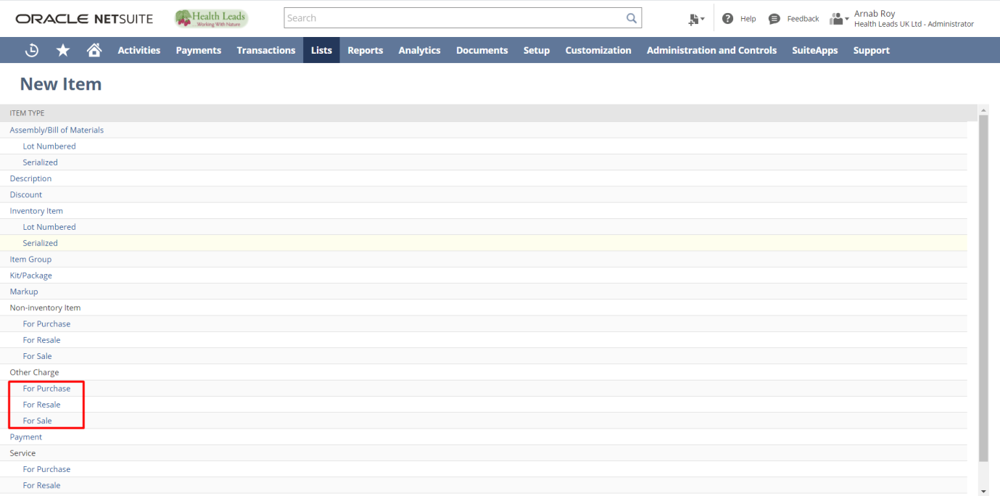 ORACLE NETSUITE
Health Leads
...Working With Nature
Search
Help
Feedback
Arnab Roy
Health Leads UK Ltd - Administrator
Activities
Payments
Transactions
Lists
Reports
Analytics
Documents
Setup
Customization
Administration and Controls
SuiteApps
Support
New Item
ITEM TYPE
Assembly/Bill of Materials
Lot Numbered
Serialized
Description
Discount
Inventory Item
Lot Numbered
Serialized
Item Group
Kit/Package
Markup
Non-inventory Item
For Purchase
For Resale
For Sale
Other Charge
For Purchase
For Resale
For Sale
Payment
Service
For Purchase
For Resale